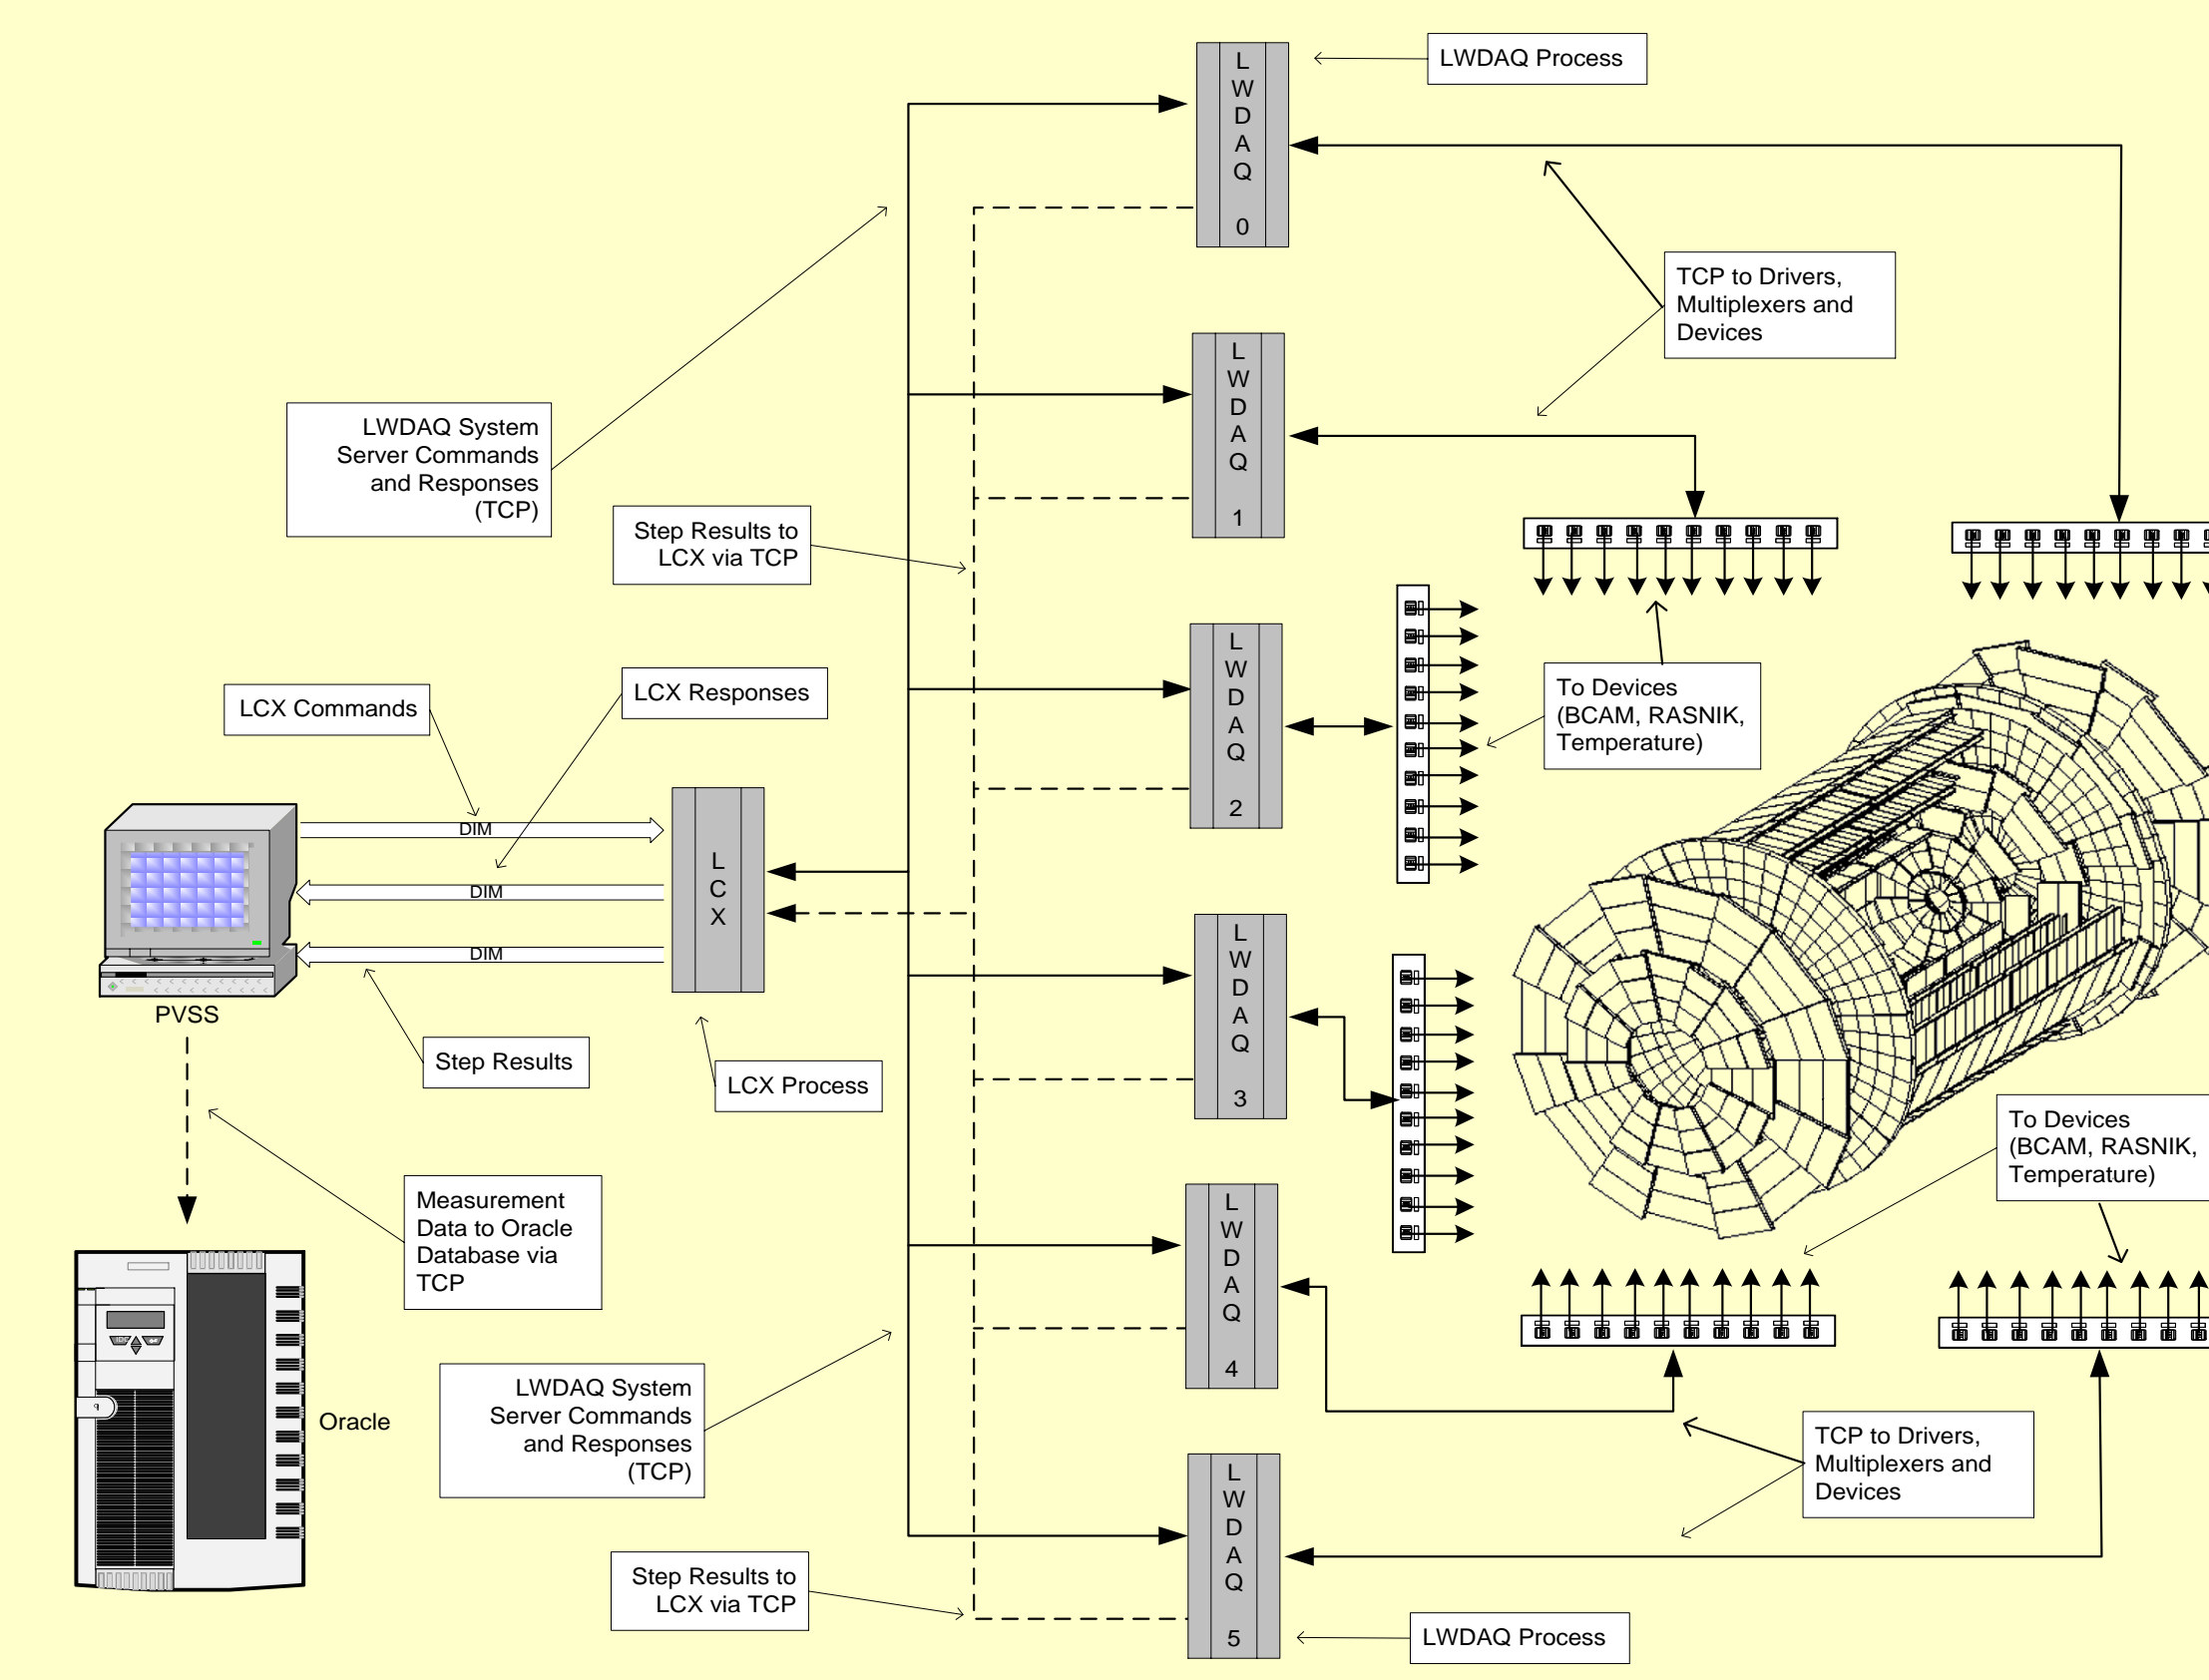 L
W
D
A
Q
0
LWDAQ Process
TCP to Drivers,
Multiplexers and
Devices
L
W
D
A
Q
1
LWDAQ System
Server Commands
and Responses
(TCP)
Step Results to
LCX via TCP
L
W
D
A
Q
2
To Devices
(BCAM, RASNIK,
Temperature)
LCX Commands
LCX Responses
DIM
DIM
DIM
L
C
X
PVSS
Step Results
LCX Process
L
W
D
A
Q
3
To Devices
(BCAM, RASNIK,
Temperature)
Measurement
Data to Oracle
Database via
TCP
L
W
D
A
Q
4
Oracle
LWDAQ System
Server Commands
and Responses
(TCP)
TCP to Drivers,
Multiplexers and
Devices
L
W
D
A
Q
5
Step Results to
LCX via TCP
LWDAQ Process